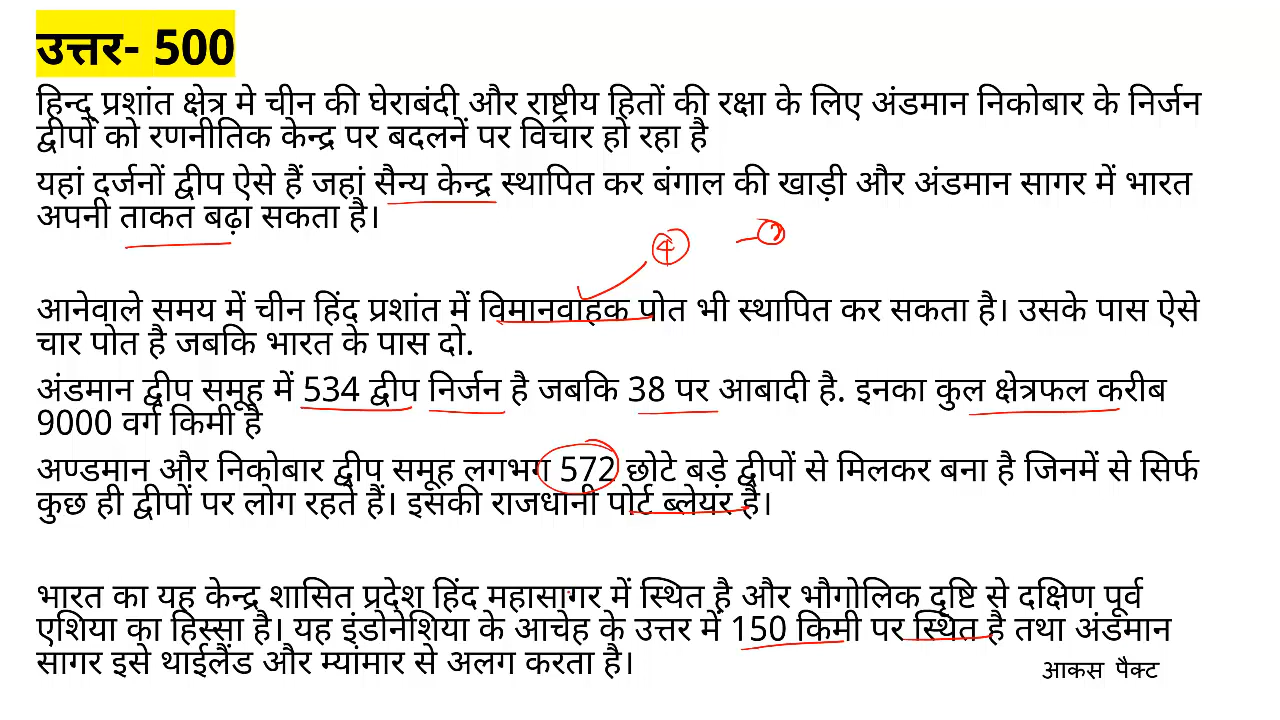 उत्तर- 500
हिन्द प्रशांत क्षेत्र मे चीन की घेराबंदी और राष्ट्रीय हितों की रक्षा के लिए अंडमान निकोबार के निर्जन
द्वीपों को रणनीतिक केन्द्र पर बदलनें पर विचार हो रहा है
यहां दर्जनों द्वीप ऐसे हैं जहां सैन्य केन्द्र स्थापित कर बंगाल की खाड़ी और अंडमान सागर में भारत
अपनी ताकत बढ़ा सकता है।
4
आनेवाले समय में चीन हिंद प्रशांत में विमानवाहक पोत भी स्थापित कर सकता है। उसके पास ऐसे
चार पोत है जबकि भारत के पास दो.
अंडमान द्वीप समूह में 534 द्वीप निर्जन है जबकि 38 पर आबादी है. इनका कुल क्षेत्रफल करीब
9000 वर्ग किमी है
अण्डमान और निकोबार द्वीप समूह लगभग 572 छोटे बड़े द्वीपों से मिलकर बना है जिनमें से सिर्फ
कुछ ही द्वीपों पर लोग रहते हैं। इसकी राजधानी पोर्ट ब्लेयर है।
भारत का यह केन्द्र शासित प्रदेश हिंद महासागर में स्थित है और भौगोलिक दृष्टि से दक्षिण पूर्व
एशिया का हिस्सा है। यह इंडोनेशिया के आचेह के उत्तर में 150 किमी पर स्थित है तथा अंडमान
सागर इसे थाईलैंड और म्यांमार से अलग करता है।
आकस पैक्ट